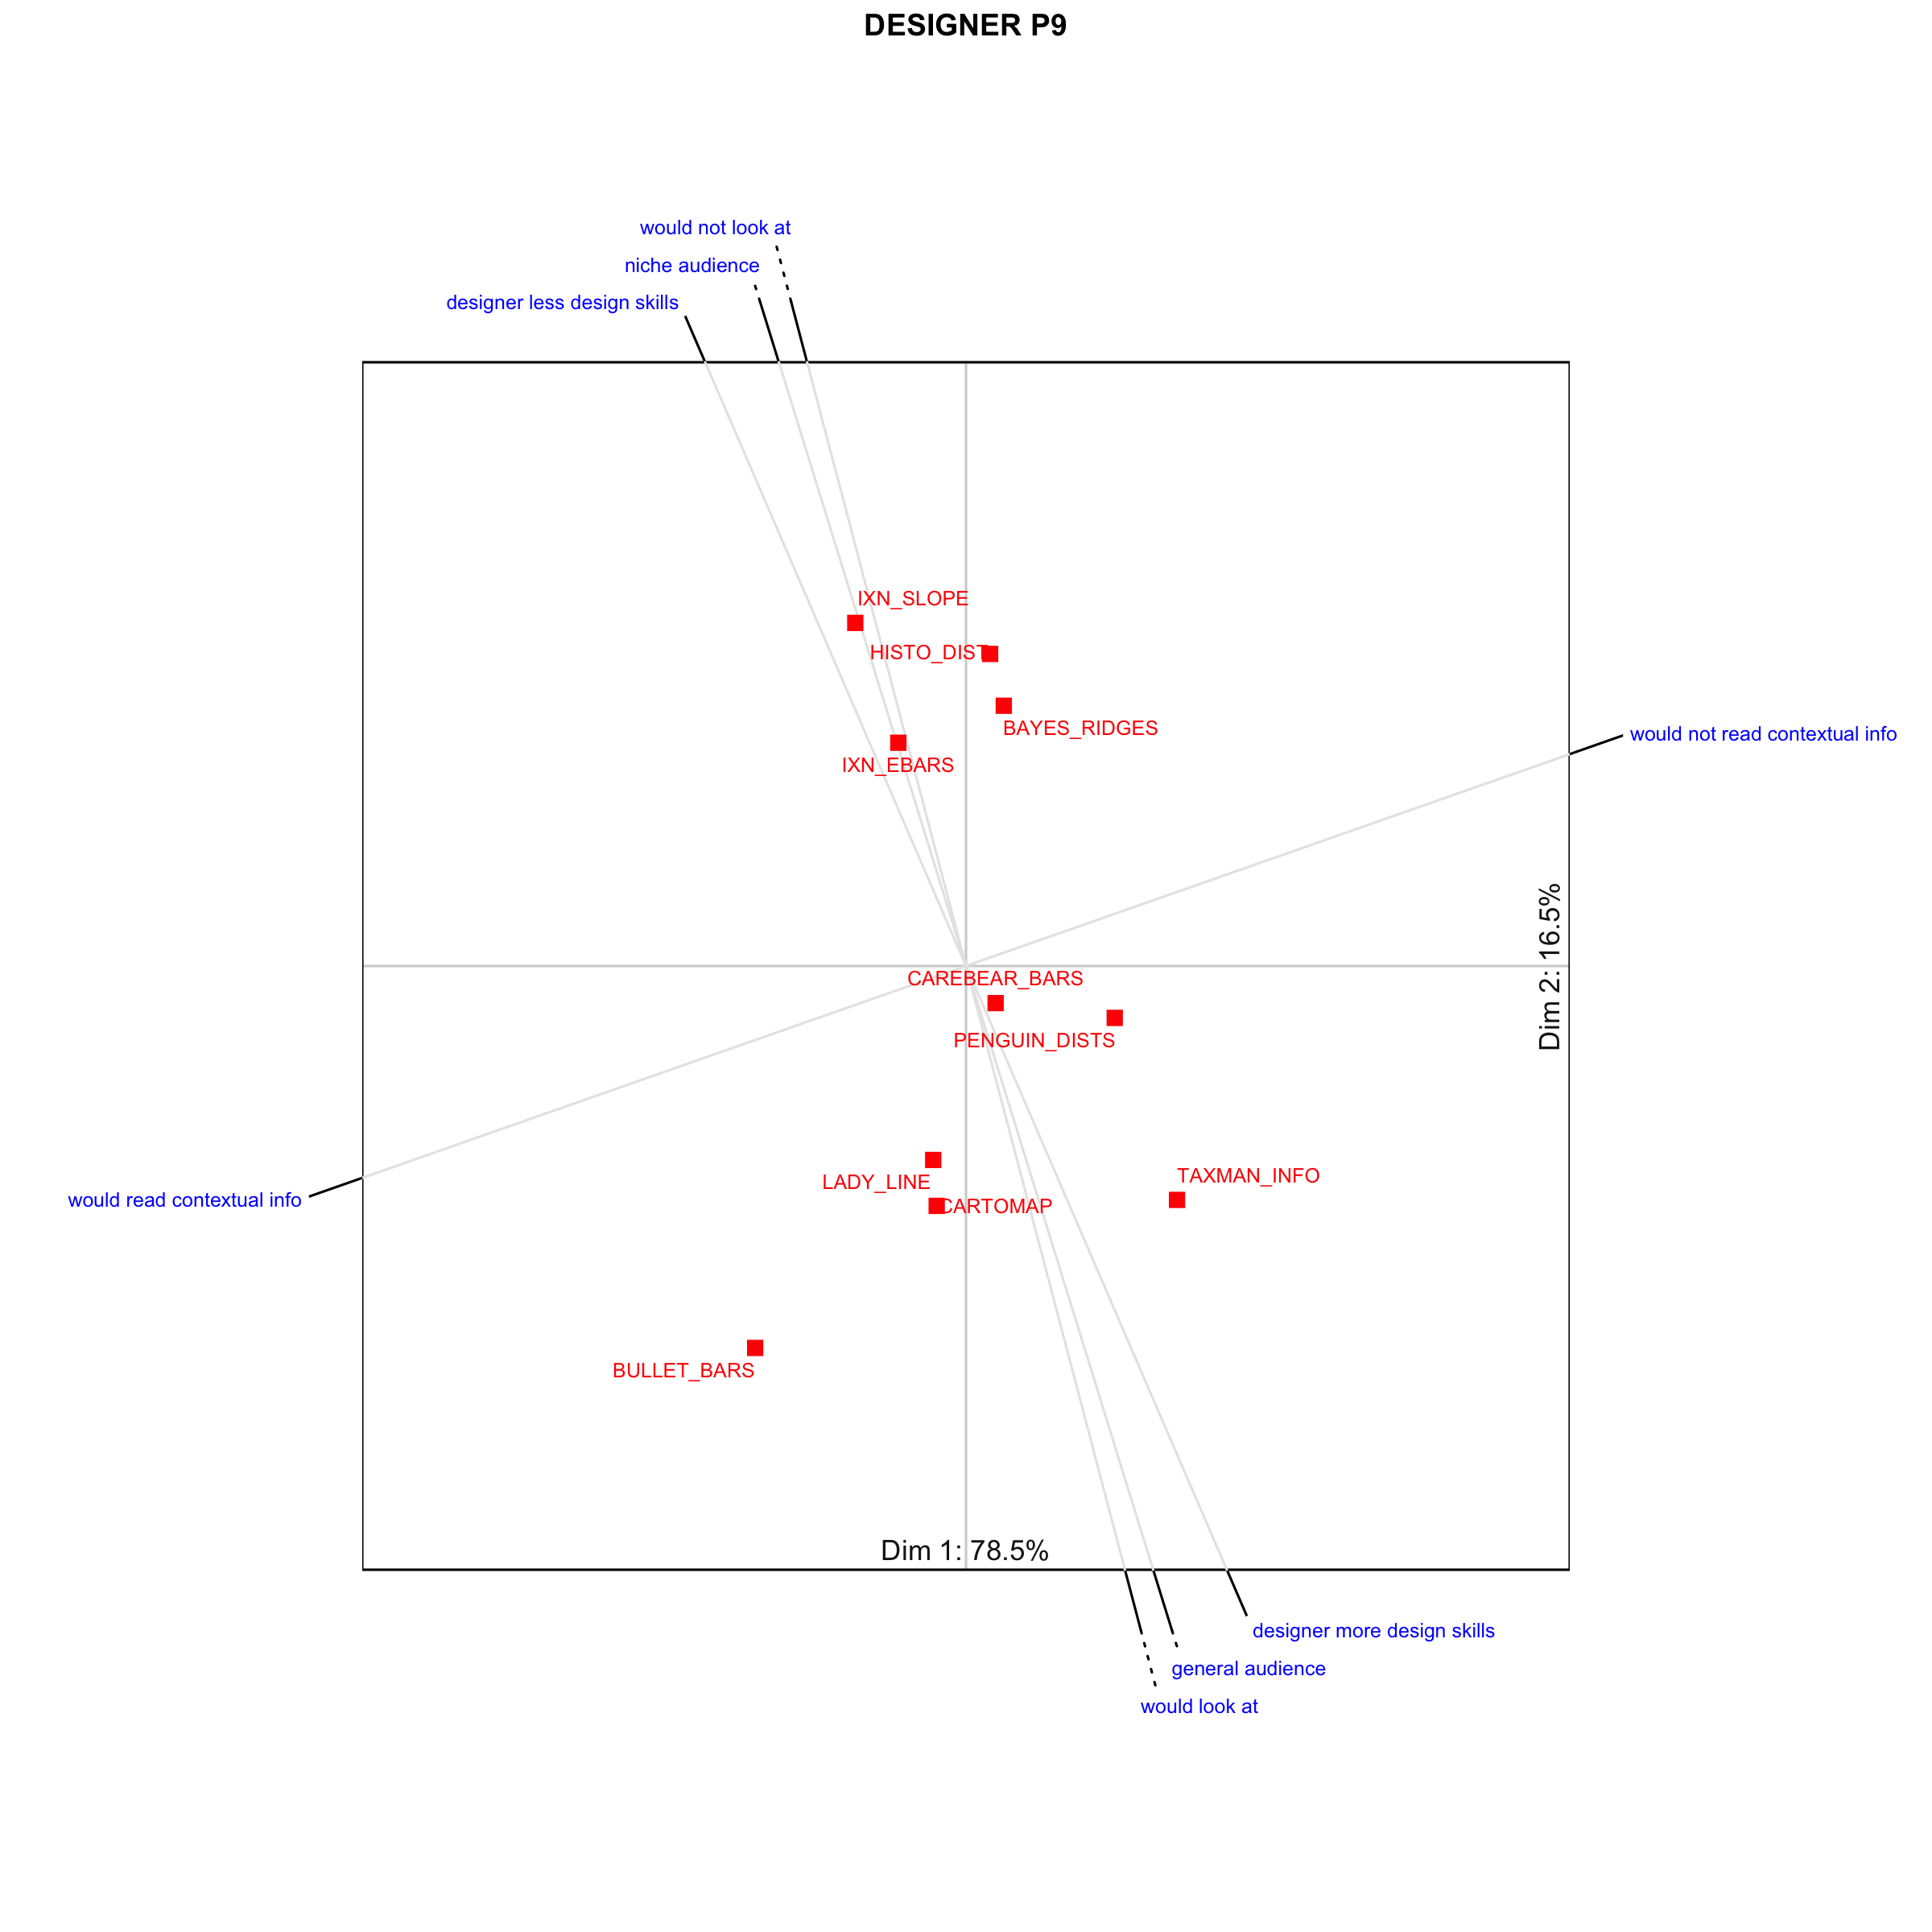 DESIGNER P9
would not look at
niche audience
designer less design skills
IXN_SLOPE
HISTO_DIST
BAYES_RIDGES
would not read contextual info
IXN_EBARS
Dim 2: 16.5%
CAREBEAR_BARS
PENGUIN_DISTS
TAXMAN_INFO
LADY_LINE
would read contextual info
CARTOMAP
BULLET_BARS
Dim 1: 78.5%
designer more design skills
general audience
would look at